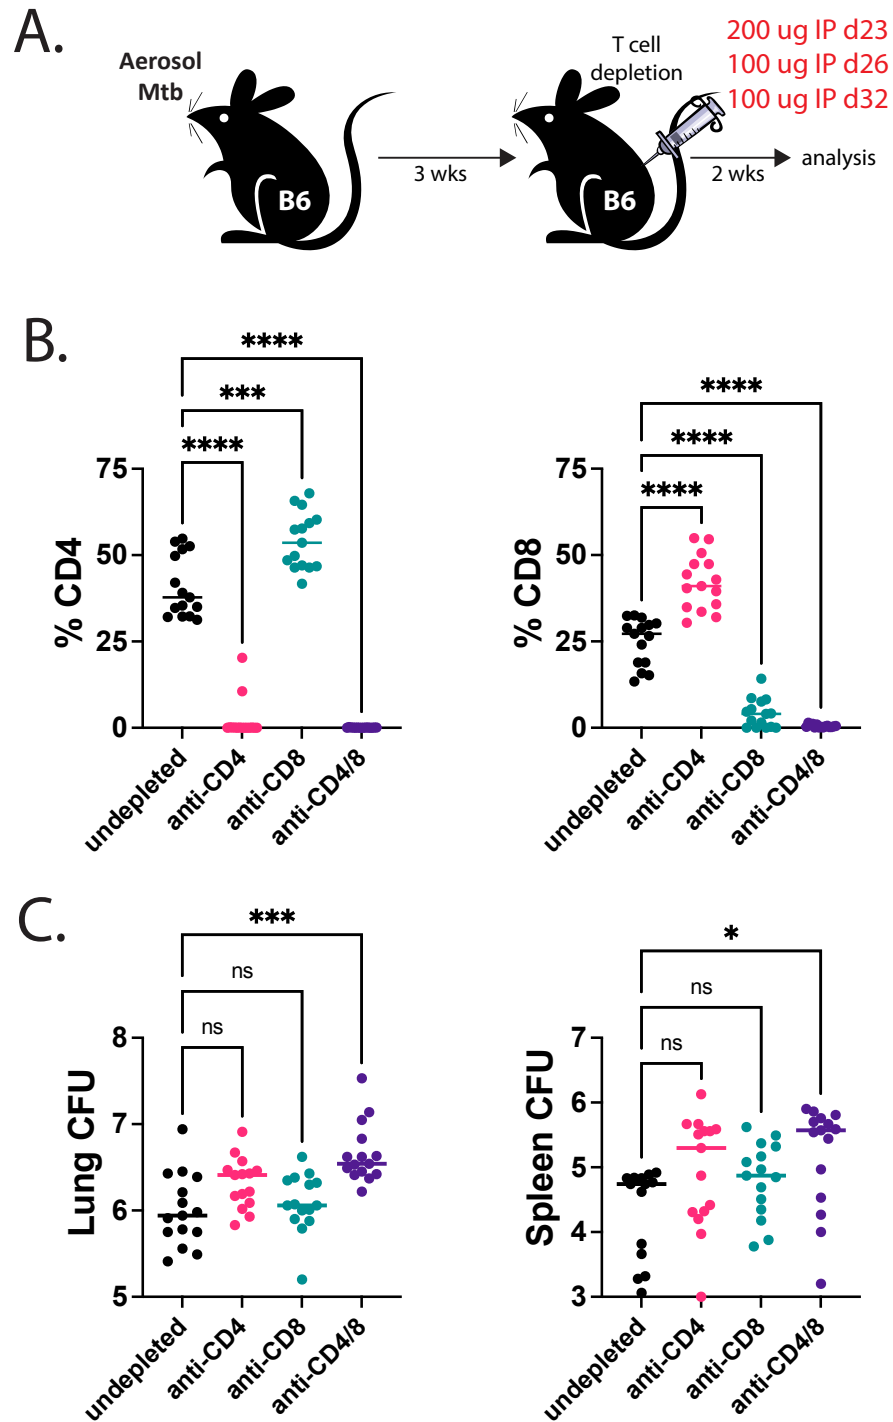 A.
Aerosol
Mtb
B6
3 wks
T cell
depletion
200 ug IP d23
100 ug IP d26
100 ug IP d32
B6
2 wks
analysis
B.
****
***
****
75
50
25
0
% CD4
undepleted
anti-CD4
anti-CD8
anti-CD4/8
****
****
****
75
50
25
0
% CD8
undepleted
anti-CD4
anti-CD8
anti-CD4/8
C.
***
ns
ns
8
7
6
5
Lung CFU
undepleted
anti-CD4
anti-CD8
anti-CD4/8
*
ns
ns
7
6
5
4
3
Spleen CFU
undepleted
anti-CD4
anti-CD8
anti-CD4/8